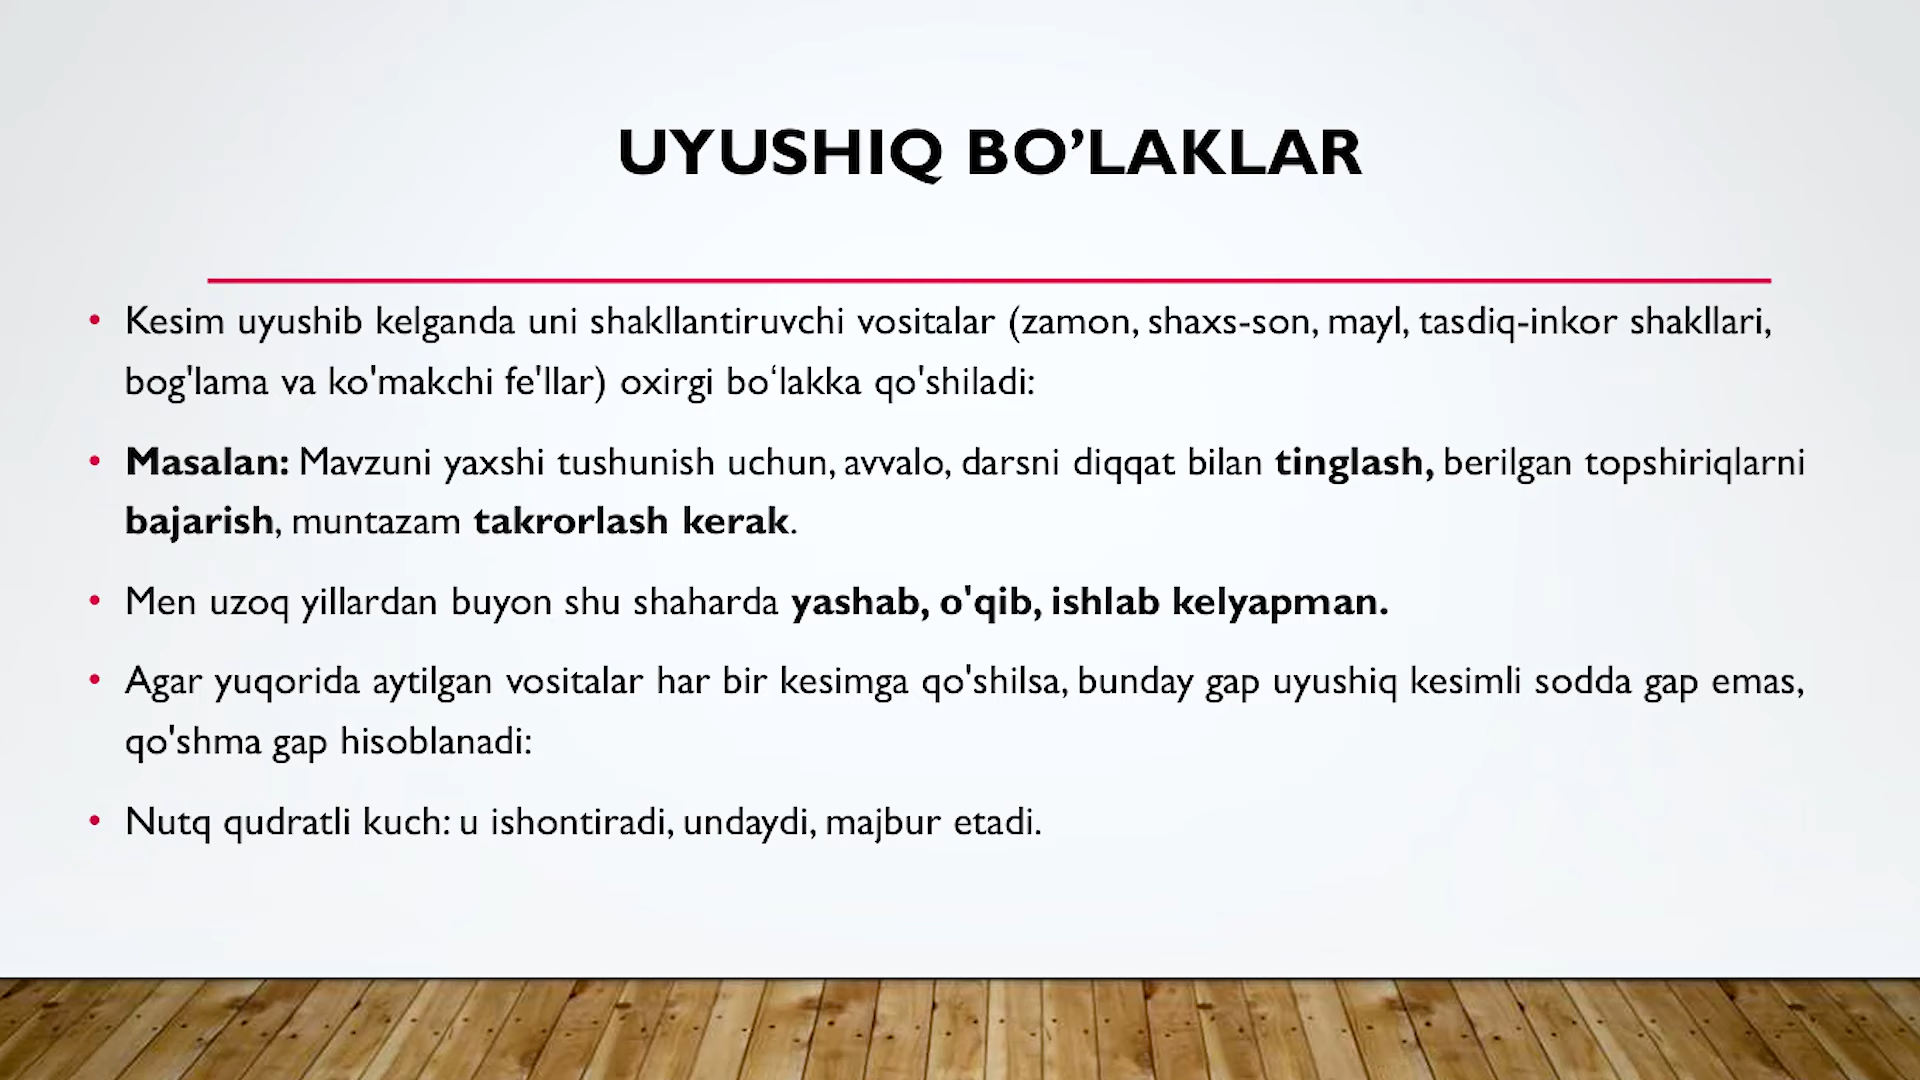 UYUSHIQ BO’LAKLAR
• Kesim uyushib kelganda uni shakllantiruvchi vositalar (zamon, shaxs-son, mayl, tasdiq-inkor shakllari,
bog'lama va ko'makchi fe'llar) oxirgi bo‘lakka qo'shiladi:
• Masalan: Mavzuni yaxshi tushunish uchun, avvalo, darsni diqqat bilan tinglash, berilgan topshiriqlarni
bajarish, muntazam takrorlash kerak.
• Men uzoq yillardan buyon shu shaharda yashab, o'qib, ishlab kelyapman.
• Agar yuqorida aytilgan vositalar har bir kesimga qo'shilsa, bunday gap uyushiq kesimli sodda gap emas,
qo'shma gap hisoblanadi:
• Nutq qudratli kuch: u ishontiradi, undaydi, majbur etadi.